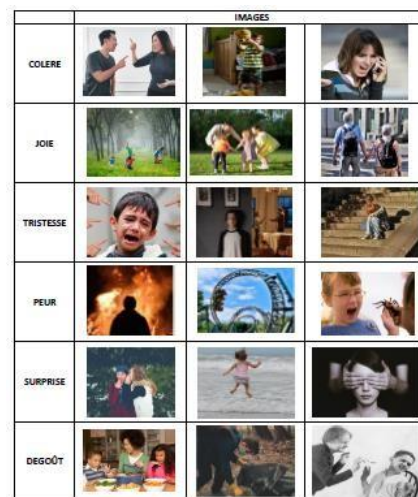 IMAGES
COLERE
JOIE
TRISTESSE
PEUR
SURPRISE
DEGOÛT